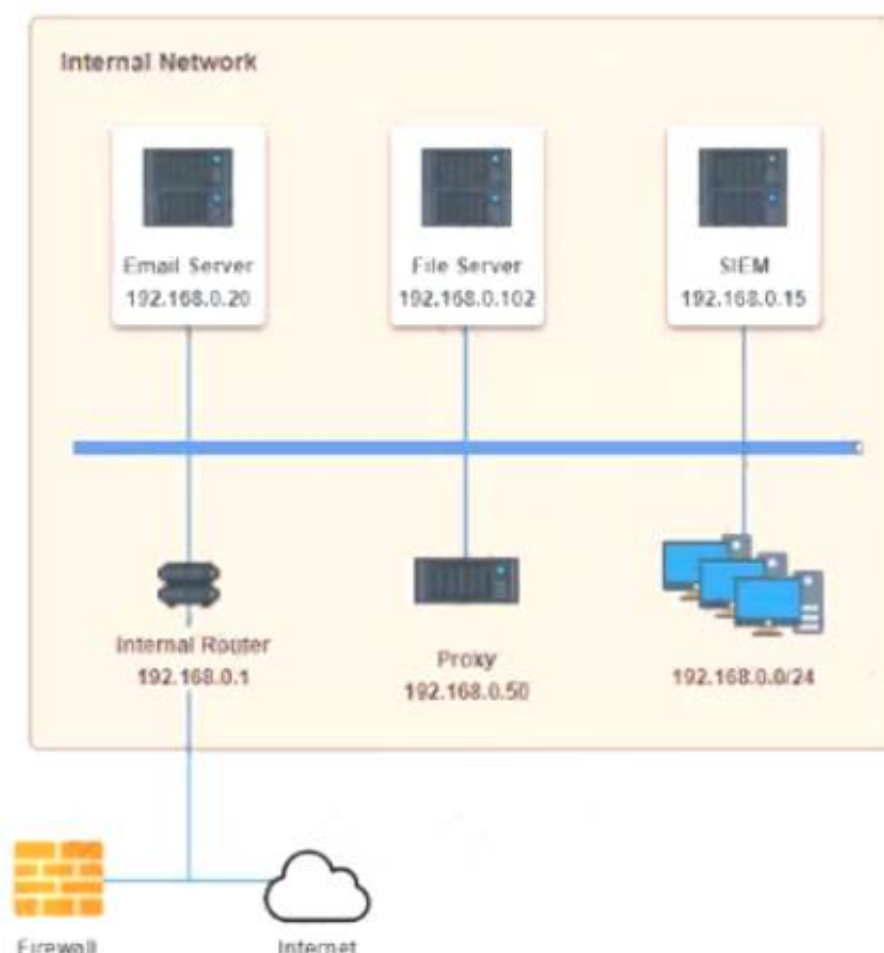 Internal Network
Email Server
192.168.0.20
File Server
192.168.0.102
SIEM
192.168.0.15
Internal Router
192.168.0.1
Proxy
192.168.0.50
192.168.0.0/24
Firewall
Internet